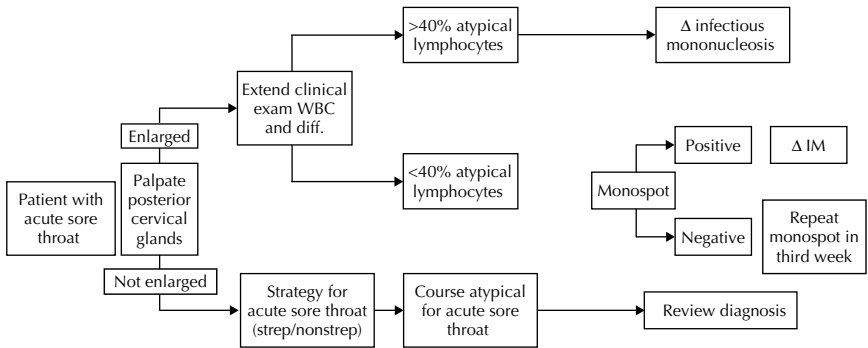 Patient with
acute sore
throat
Palpate
posterior
cervical
glands
Enlarged
Not enlarged
Extend clinical
exam WBC
and diff.
>40% atypical
lymphocytes
Δ infectious
mononucleosis
<40% atypical
lymphocytes
Monospot
Positive
Δ IM
Negative
Repeat
monospot in
third week
Strategy for
acute sore throat
(strep/nonstrep)
Course atypical
for acute sore
throat
Review diagnosis